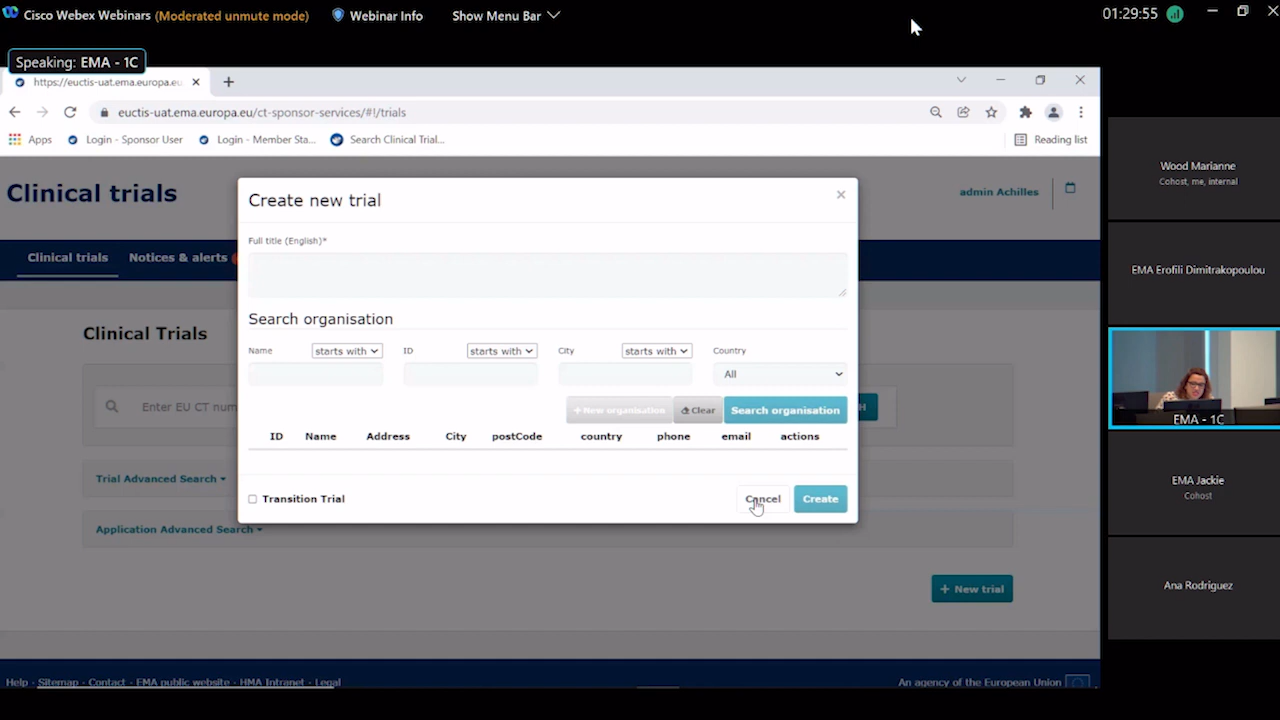 Cisco Webex Webinars (Moderated unmute mode) Webinar Info Show Menu Bar 01:29:55
Speaking: EMA - 1C
https://euctis-uat.ema.europa.eu
euctis-uat.ema.europa.eu/ct-sponsor-services/#!/trials
Apps Login - Sponsor User Login - Member Sta... Search Clinical Trial... Reading list
Clinical trials
admin Achilles
Clinical trials Notices & alerts
Create new trial
Full title (English)*
Search organisation
Name starts with ID starts with City starts with Country
All
+ New organisation Clear Search organisation
ID Name Address City postCode country phone email actions
Transition Trial Cancel Create
Clinical Trials
Enter EU CT num
H
Trial Advanced Search
Application Advanced Search
+ New trial
Help - Sitemap - Contact - EMA public website - HMA Intranet - Legal An agency of the European Union
Wood Marianne
Cohost, me, internal
EMA Erofili Dimitrakopoulou
EMA - 1C
EMA Jackie
Cohost
Ana Rodriguez